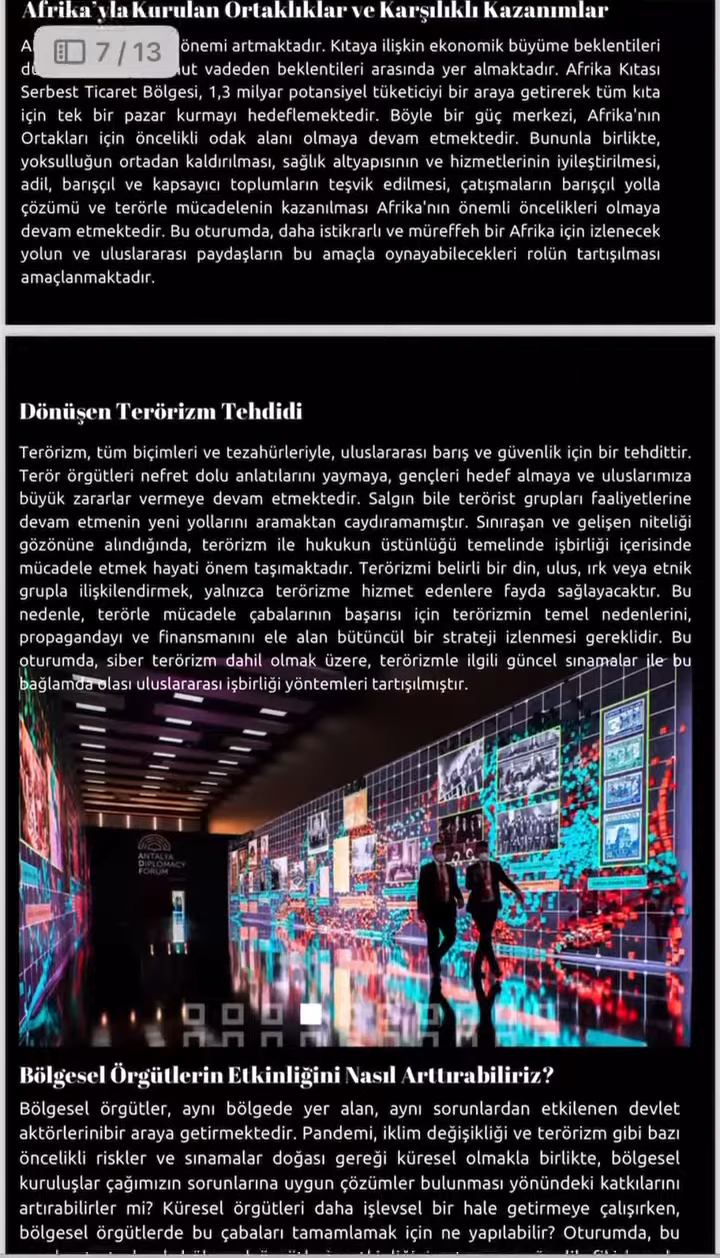 Afrika'yla Kurulan Ortaklıklar ve Karşılıklı Kazanımlar
7 / 13
önemi artmaktadır. Kıtaya ilişkin ekonomik büyüme beklentileri
vadeden beklentileri arasında yer almaktadır. Afrika Kıtası
Serbest Ticaret Bölgesi, 1,3 milyar potansiyel tüketiciyi bir araya getirerek tüm kıta
için tek bir pazar kurmayı hedeflemektedir. Böyle bir güç merkezi, Afrika'nın
Ortakları için öncelikli odak alanı olmaya devam etmektedir. Bununla birlikte,
yoksulluğun ortadan kaldırılması, sağlık altyapısının ve hizmetlerinin iyileştirilmesi,
adil, barışçıl ve kapsayıcı toplumların teşvik edilmesi, çatışmaların barışçıl yolla
çözümü ve terörle mücadelenin kazanılması Afrika'nın önemli öncelikleri olmaya
devam etmektedir. Bu oturumda, daha istikrarlı ve müreffeh bir Afrika için izlenecek
yolun ve uluslararası paydaşların bu amaçla oynayabilecekleri rolün tartışılması
amaçlanmaktadır.
Dönüşen Terörizm Tehdidi
Terörizm, tüm biçimleri ve tezahürleriyle, uluslararası barış ve güvenlik için bir tehdittir.
Terör örgütleri nefret dolu anlatılarını yaymaya, gençleri hedef almaya ve uluslarımıza
büyük zararlar vermeye devam etmektedir. Salgın bile terörist grupları faaliyetlerine
devam etmenin yeni yollarını aramaktan caydıramamıştır. Sınıraşan ve gelişen niteliği
gözönüne alındığında, terörizm ile hukukun üstünlüğü temelinde işbirliği içerisinde
mücadele etmek hayati önem taşımaktadır. Terörizmi belirli bir din, ulus, ırk veya etnik
grupla ilişkilendirmek, yalnızca terörizme hizmet edenlere fayda sağlayacaktır. Bu
nedenle, terörle mücadele çabalarının başarısı için terörizmin temel nedenlerini,
propagandayı ve finansmanını ele alan bütüncül bir strateji izlenmesi gereklidir. Bu
oturumda, siber terörizm dahil olmak üzere, terörizmle ilgili güncel sınamalar ile bu
bağlamda olası uluslararası işbirliği yöntemleri tartışılmıştır.
ANTALYA
DIPLOMACY
FORUM
Bölgesel Örgütlerin Etkinliğini Nasıl Arttırabiliriz?
Bölgesel örgütler, aynı bölgede yer alan, aynı sorunlardan etkilenen devlet
aktörlerinibir araya getirmektedir. Pandemi, iklim değişikliği ve terörizm gibi bazı
öncelikli riskler ve sınamalar doğası gereği küresel olmakla birlikte, bölgesel
kuruluşlar çağımızın sorunlarına uygun çözümler bulunması yönündeki katkılarını
artırabilirler mi? Küresel örgütleri daha işlevsel bir hale getirmeye çalışırken,
bölgesel örgütlerde bu çabaları tamamlamak için ne yapılabilir? Oturumda, bu